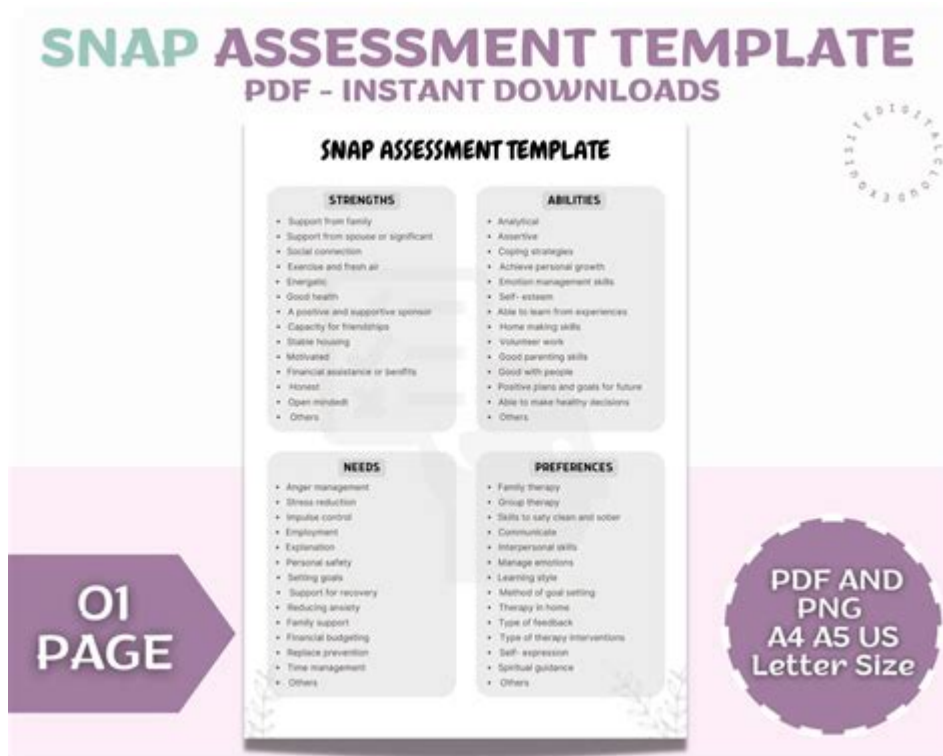 SNAP ASSESSMENT TEMPLATE
PDF - INSTANT DOWNLOADS
EXQUISITEDIGITALCLOUD
SNAP ASSESSMENT TEMPLATE
STRENGTHS
• Support from family
• Support from spouse or significant
• Social connection
• Exercise and fresh air
• Energetic
• Good health
• A positive and supportive sponsor
• Capacity for friendships
• Stable housing
• Motivated
• Financial assistance or benifits
• Honest
• Open mindedt
• Others
ABILITIES
• Analytical
• Assertive
• Coping strategies
• Achieve personal growth
• Emotion management skills
• Self- esteem
• Able to learn from experiences
• Home making skills
• Volunteer work
• Good parenting skills
• Good with people
• Positive plans and goals for future
• Able to make healthy decisions
• Others
NEEDS
• Anger management
• Stress reduction
• Impulse control
• Employment
• Explanation
• Personal safety
• Setting goals
• Support for recovery
• Reducing anxiety
• Family support
• Financial budgeting
• Replace prevention
• Time management
• Others
PREFERENCES
• Family therapy
• Group therapy
• Skills to saty clean and sober
• Communicate
• Interpersonal skills
• Manage emotions
• Learning style
• Method of goal setting
• Therapy in home
• Type of feedback
• Type of therapy interventions
• Self- expression
• Spiritual guidance
• Others
01
PAGE
PDF AND
PNG
A4 A5 US
Letter Size